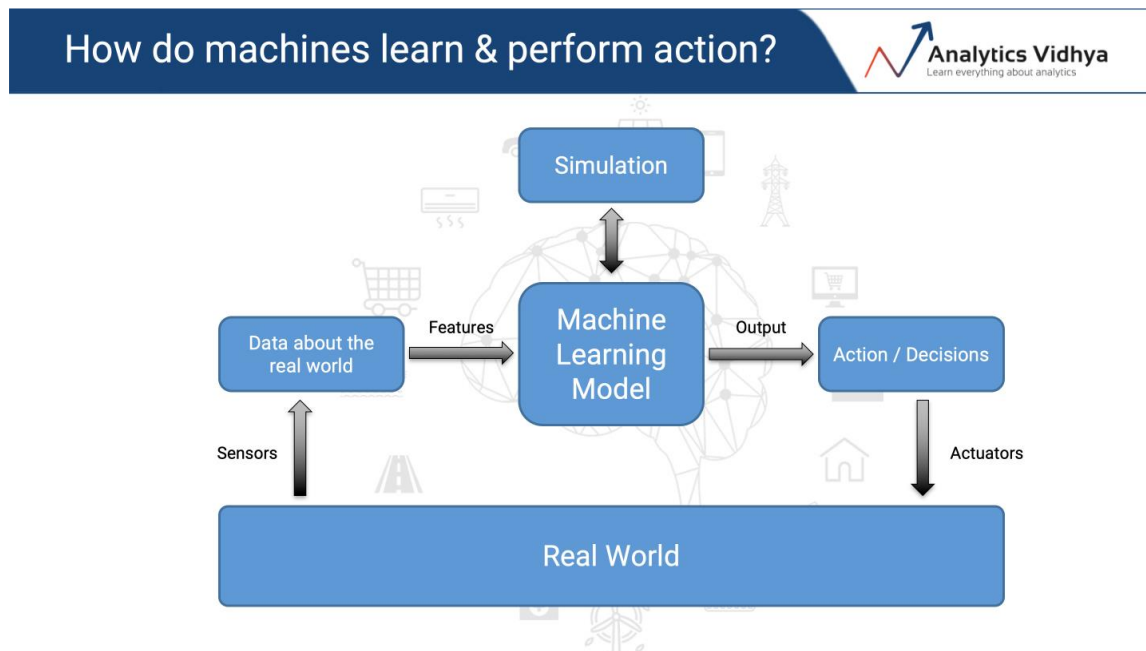 How do machines learn & perform action?
Analytics Vidhya
Learn everything about analytics
Simulation
Machine
Learning
Model
Features
Output
Data about the
real world
Action / Decisions
Sensors
Actuators
Real World